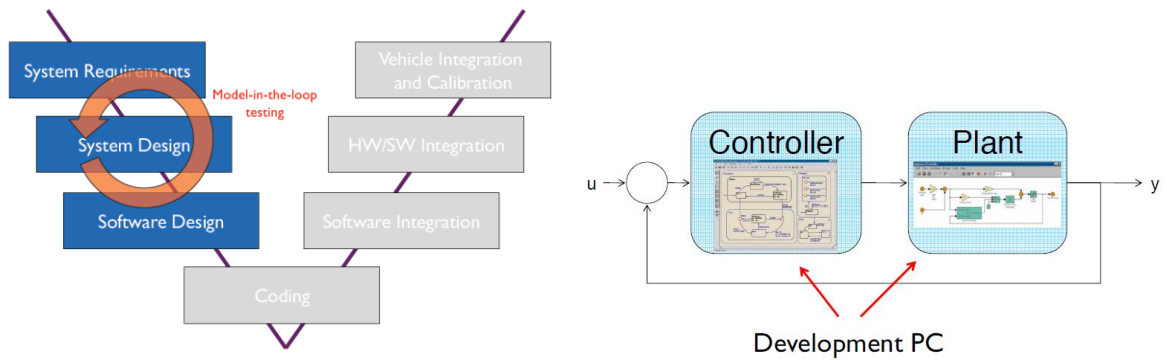 System Requirements
Model-in-the-loop
testing
System Design
Software Design
Coding
Vehicle Integration
and Calibration
HW/SW Integration
Software Integration
Controller
Plant
u
y
Development PC